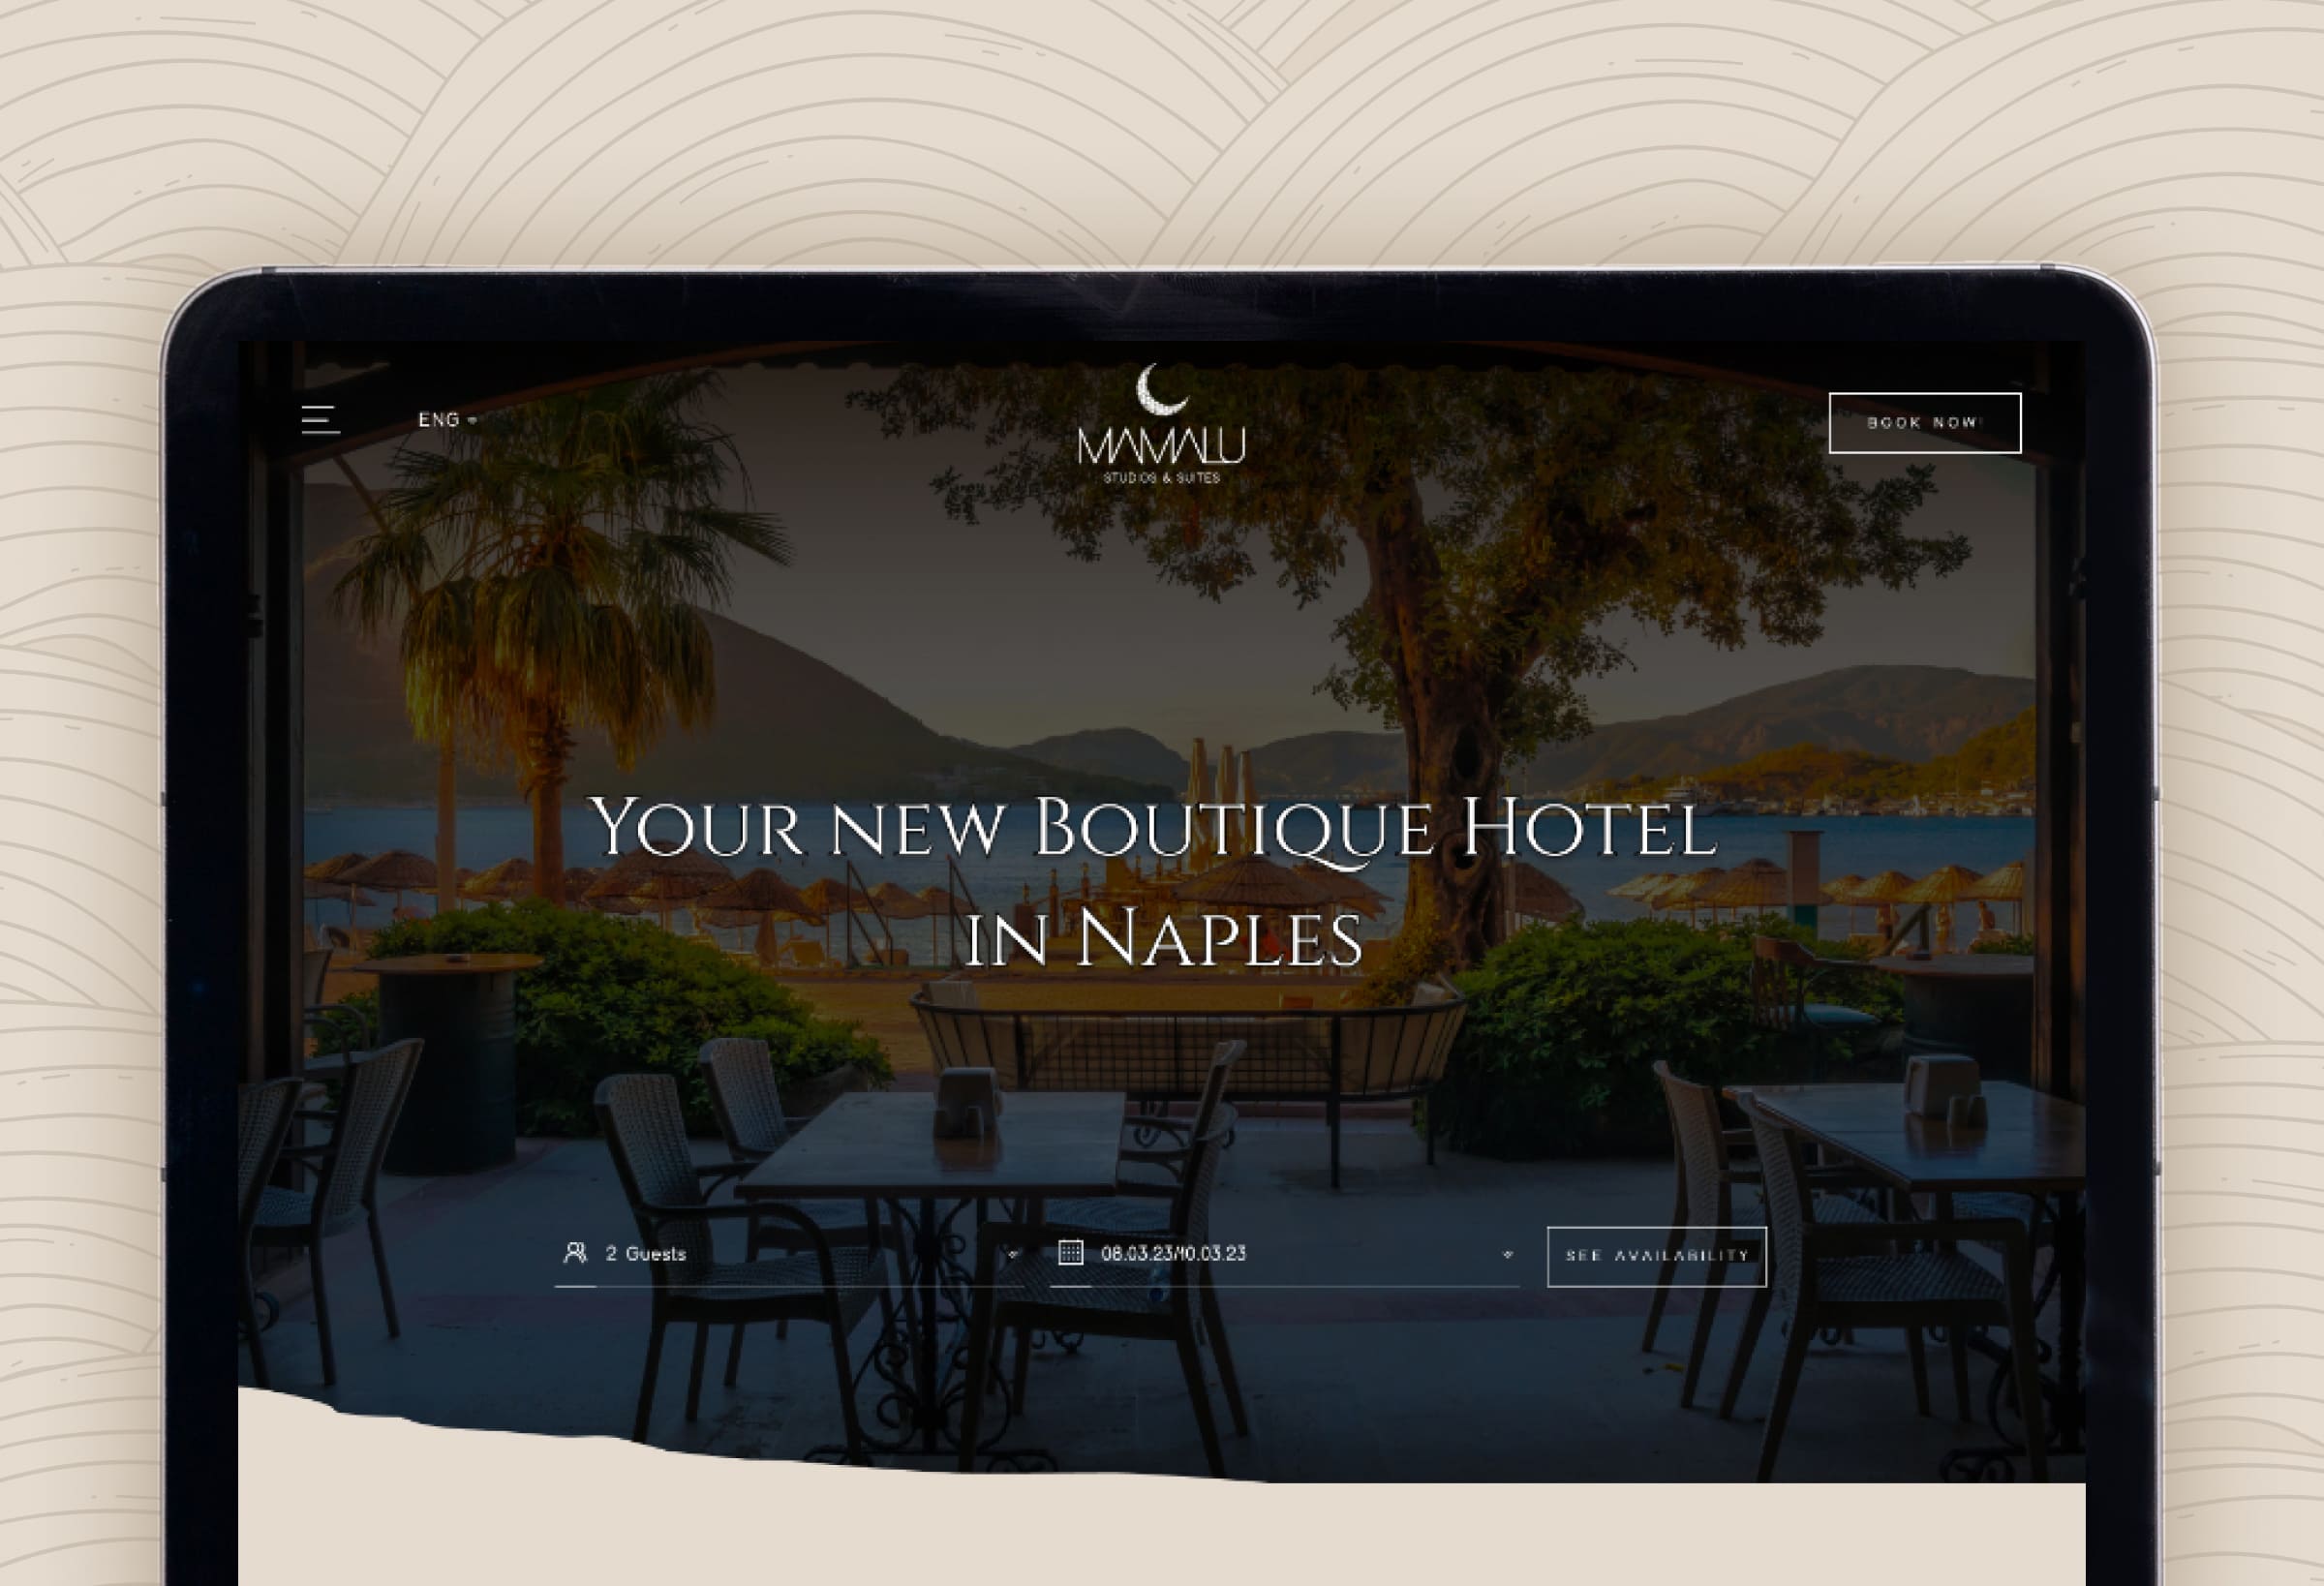 ENG
MAMALU
STUDIOS & SUITES
BOOK NOW
Your new Boutique Hotel
in Naples
2 Guests
08.03.23/10.03.23
SEE AVAILABILITY